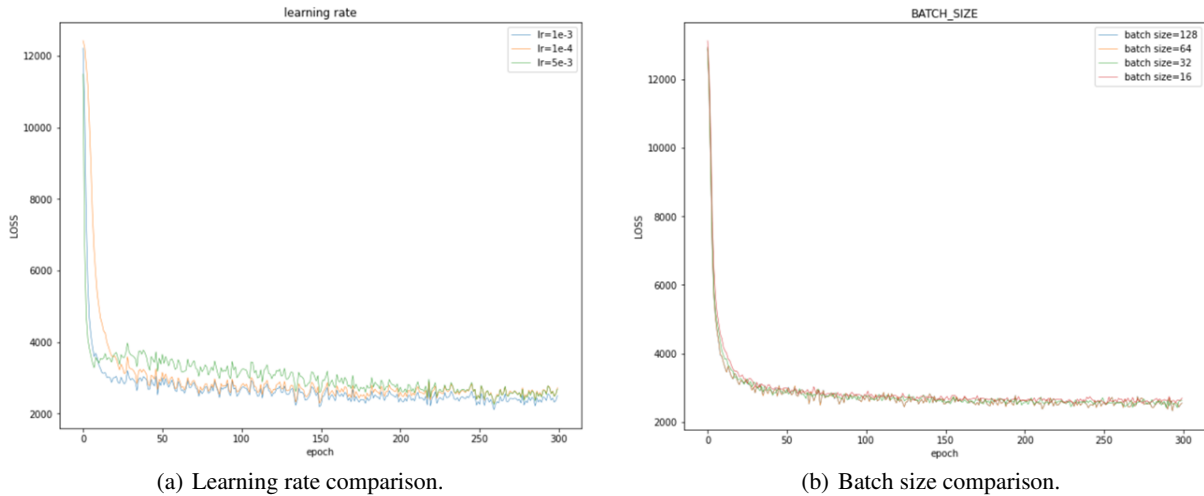 learning rate
lr=1e-3
lr=1e-4
lr=5e-3
12000
10000
8000
6000
4000
2000
LOSS
0
50
100
150
200
250
300
epoch
(a) Learning rate comparison.
BATCH_SIZE
batch size=128
batch size=64
batch size=32
batch size=16
12000
10000
8000
6000
4000
2000
LOSS
0
50
100
150
200
250
300
epoch
(b) Batch size comparison.